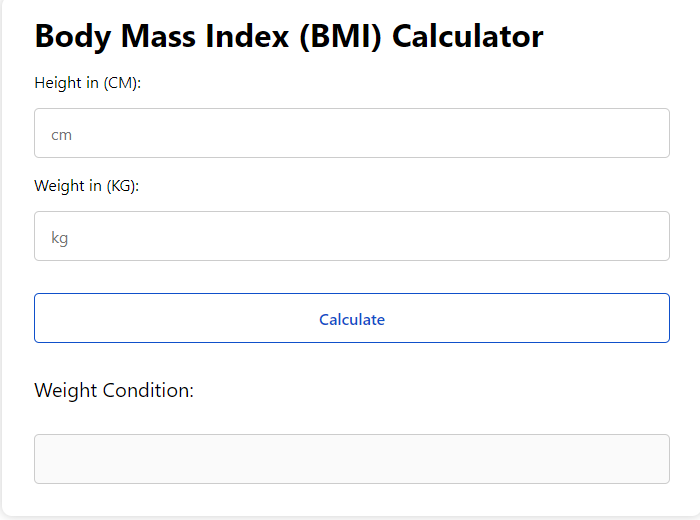 Body Mass Index (BMI) Calculator
Height in (CM):
cm
Weight in (KG):
kg
Calculate
Weight Condition: